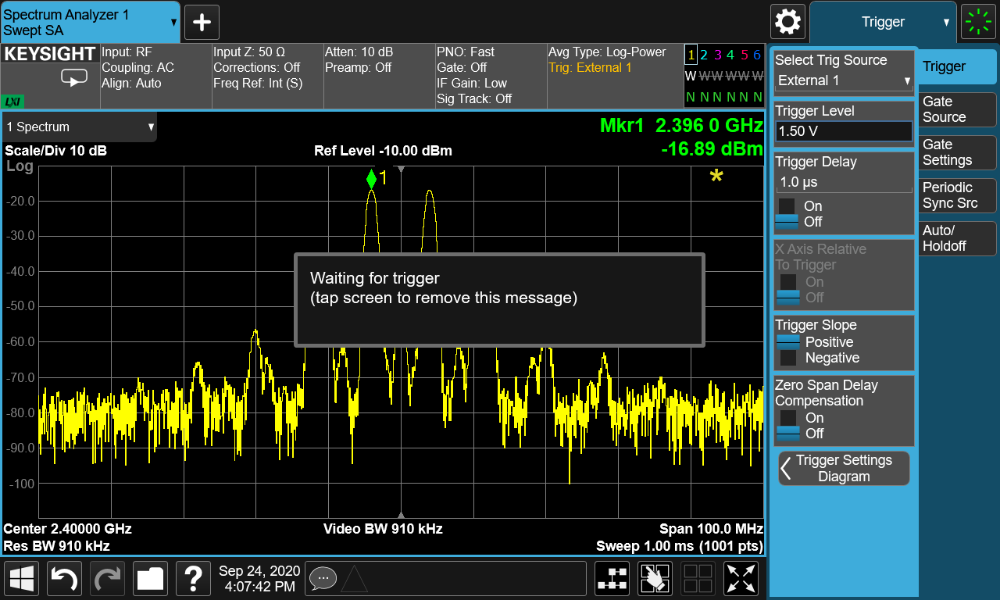 Spectrum Analyzer 1
Swept SA
Trigger
KEYSIGHT
LXI
Input: RF
Coupling: AC
Align: Auto
Input Z: 50 Ω
Corrections: Off
Freq Ref: Int (S)
Atten: 10 dB
Preamp: Off
PNO: Fast
Gate: Off
IF Gain: Low
Sig Track: Off
Avg Type: Log-Power
Trig: External 1
1 2 3 4 5 6
W W W W W W
N N N N N N
1 Spectrum
Mkr1 2.396 0 GHz
-16.89 dBm
Scale/Div 10 dB
Ref Level -10.00 dBm
Log
1
*
-20.0
-30.0
-40.0
-50.0
-60.0
-70.0
-80.0
-90.0
-100
Waiting for trigger
(tap screen to remove this message)
Center 2.40000 GHz
Video BW 910 kHz
Span 100.0 MHz
Res BW 910 kHz
Sweep 1.00 ms (1001 pts)
Select Trig Source
External 1
Trigger Level
1.50 V
Trigger Delay
1.0 µs
On
Off
X Axis Relative
To Trigger
On
Off
Trigger Slope
Positive
Negative
Zero Span Delay
Compensation
On
Off
Trigger Settings
Diagram
Trigger
Gate
Source
Gate
Settings
Periodic
Sync Src
Auto/
Holdoff
?
Sep 24, 2020
4:07:42 PM